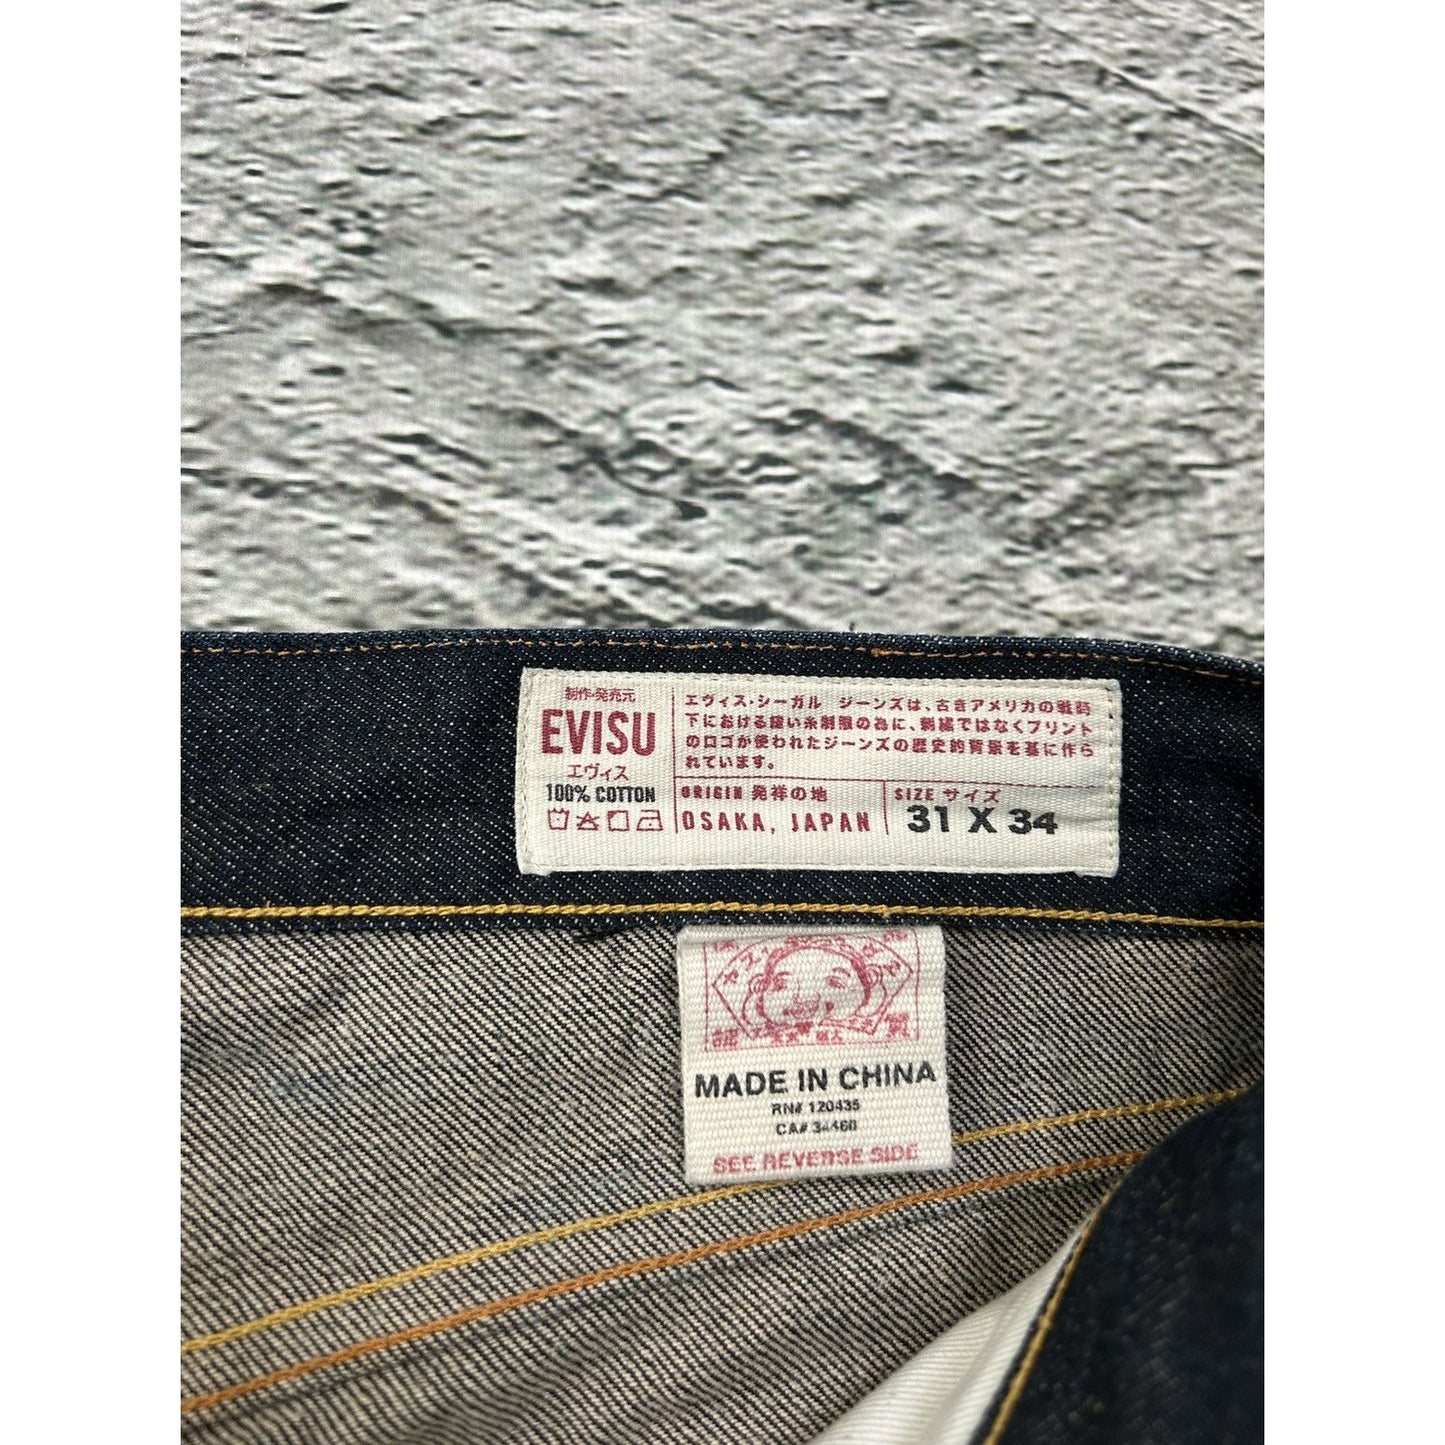 制作・発売元
EVISU
エヴィス
100% COTTON
エヴィス・シーガル ジーンズは、古きアメリカの戦時
下における縫い糸制限の為に、刺繍ではなくプリント
のロゴが使われたジーンズの歴史的背景を基に作ら
れています。
ORIGIN 発祥の地
OSAKA, JAPAN
SIZE サイズ
31 X 34
MADE IN CHINA
RN# 120435
CA# 34460
SEE REVERSE SIDE